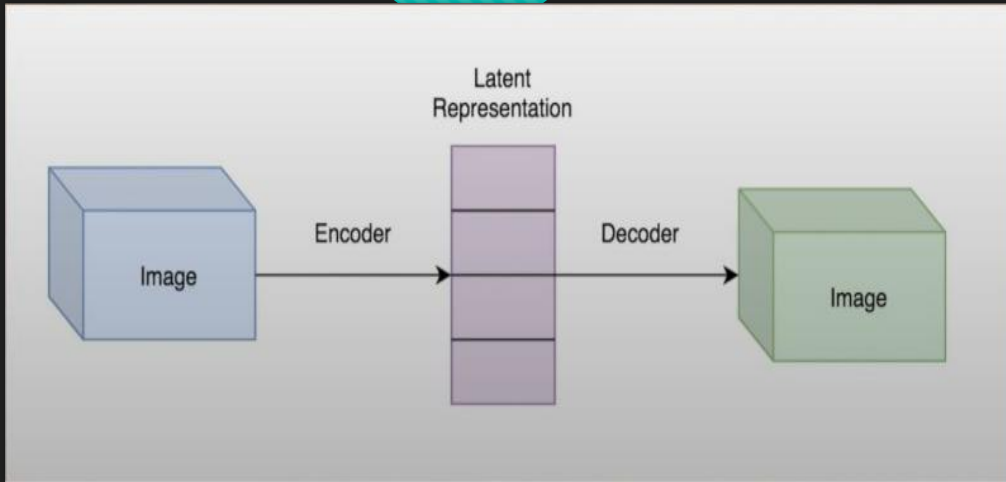 Latent
Representation
Encoder
Decoder
Image
Image